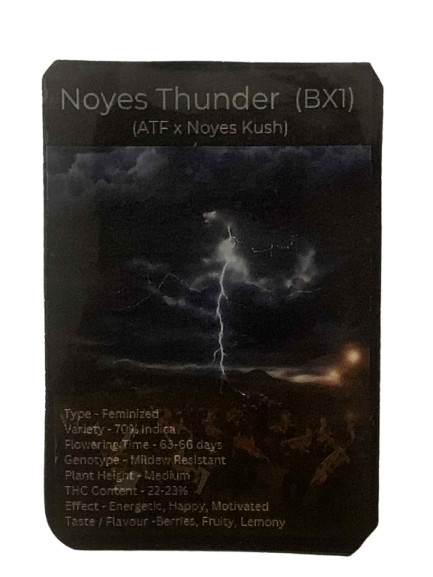 Noyes Thunder (BX1)
(ATF x Noyes Kush)
Type - Feminized
Variety - 70% Indica
Flowering Time - 63-66 days
Genotype - Mildew Resistant
Plant Height - Medium
THC Content - 22-23%
Effect - Energetic, Happy, Motivated
Taste / Flavour -Berries, Fruity, Lemony